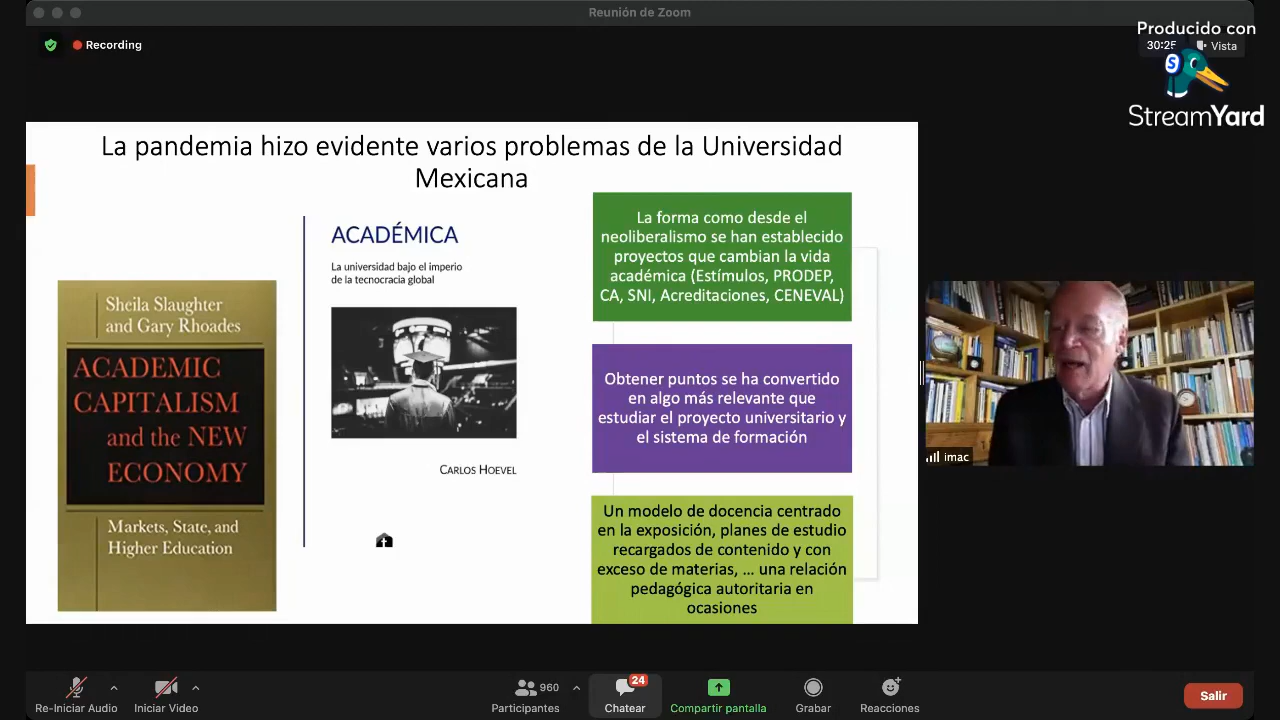 Reunión de Zoom
Recording
Producido con
30:25
Vista
S
StreamYard
La pandemia hizo evidente varios problemas de la Universidad
Mexicana
Sheila Slaughter
and Gary Rhoades
ACADEMIC
CAPITALISM
and the NEW
ECONOMY
Markets, State, and
Higher Education
ACADÉMICA
La universidad bajo el imperio
de la tecnocracia global
CARLOS HOEVEL
La forma como desde el
neoliberalismo se han establecido
proyectos que cambian la vida
académica (Estímulos, PRODEP,
CA, SNI, Acreditaciones, CENEVAL)
Obtener puntos se ha convertido
en algo más relevante que
estudiar el proyecto universitario y
el sistema de formación
Un modelo de docencia centrado
en la exposición, planes de estudio
recargados de contenido y con
exceso de materias, ... una relación
pedagógica autoritaria en
ocasiones
imac
Re-Iniciar Audio
Iniciar Video
960
Participantes
24
Chatear
Compartir pantalla
Grabar
Reacciones
Salir